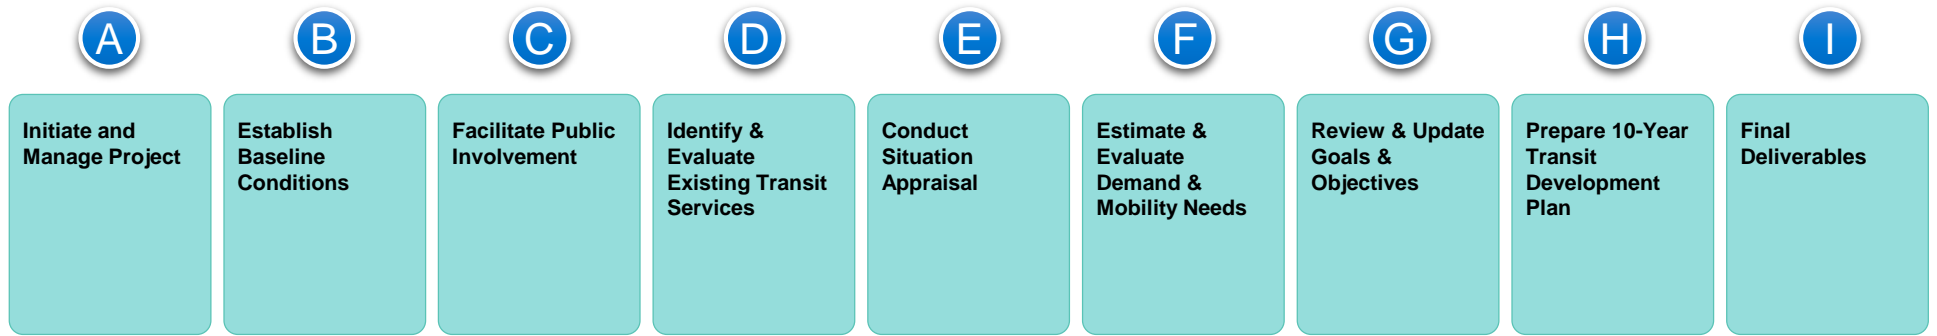 A
Initiate and
Manage Project
B
Establish
Baseline
Conditions
C
Facilitate Public
Involvement
D
Identify &
Evaluate
Existing Transit
Services
E
Conduct
Situation
Appraisal
F
Estimate &
Evaluate
Demand &
Mobility Needs
G
Review & Update
Goals &
Objectives
H
Prepare 10-Year
Transit
Development
Plan
I
Final
Deliverables